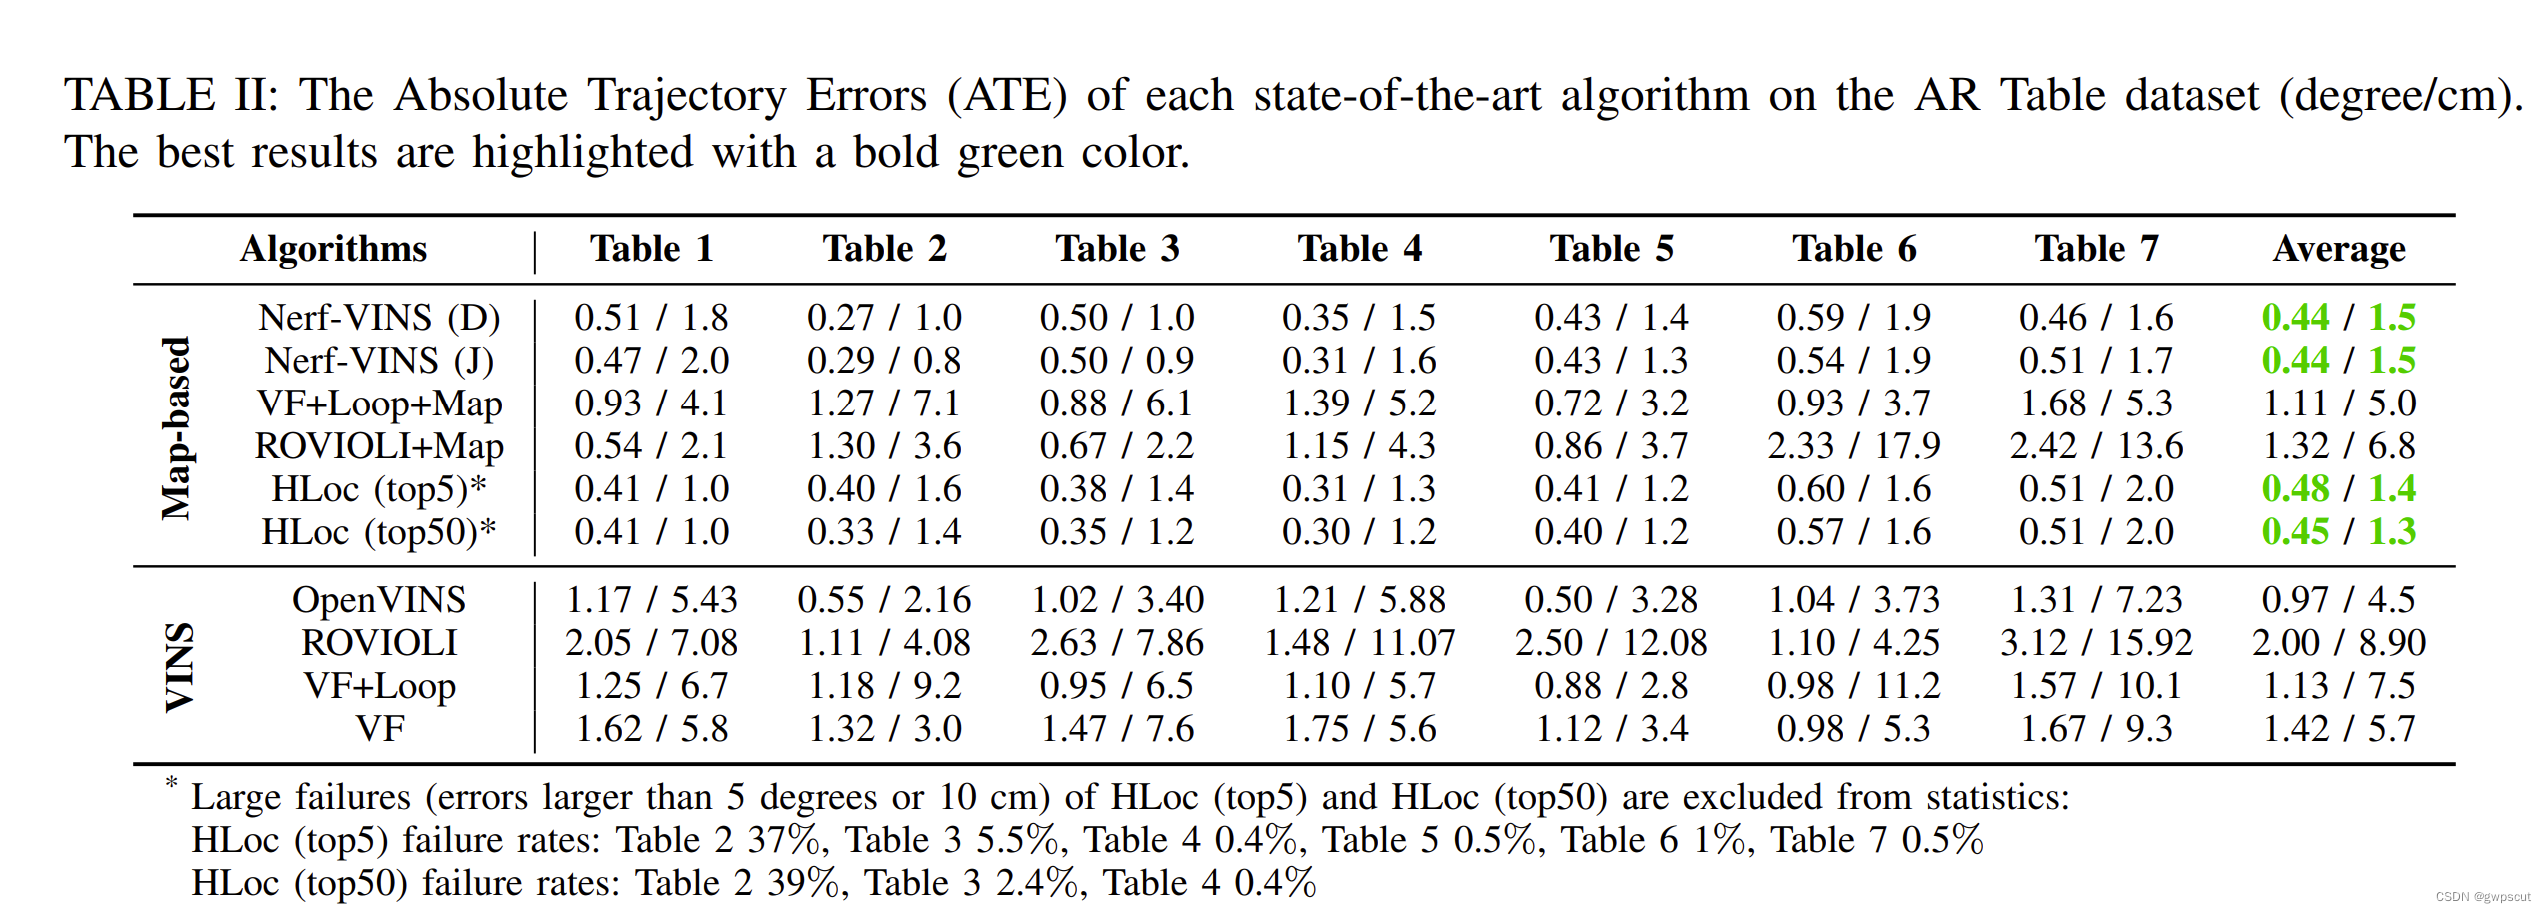 TABLE II: The Absolute Trajectory Errors (ATE) of each state-of-the-art algorithm on the AR Table dataset (degree/cm).
The best results are highlighted with a bold green color.
Algorithms Table 1 Table 2 Table 3 Table 4 Table 5 Table 6 Table 7 Average
Map-based
Nerf-VINS (D) 0.51 / 1.8 0.27 / 1.0 0.50 / 1.0 0.35 / 1.5 0.43 / 1.4 0.59 / 1.9 0.46 / 1.6 0.44 / 1.5
Nerf-VINS (J) 0.47 / 2.0 0.29 / 0.8 0.50 / 0.9 0.31 / 1.6 0.43 / 1.3 0.54 / 1.9 0.51 / 1.7 0.44 / 1.5
VF+Loop+Map 0.93 / 4.1 1.27 / 7.1 0.88 / 6.1 1.39 / 5.2 0.72 / 3.2 0.93 / 3.7 1.68 / 5.3 1.11 / 5.0
ROVIOLI+Map 0.54 / 2.1 1.30 / 3.6 0.67 / 2.2 1.15 / 4.3 0.86 / 3.7 2.33 / 17.9 2.42 / 13.6 1.32 / 6.8
HLoc (top5)* 0.41 / 1.0 0.40 / 1.6 0.38 / 1.4 0.31 / 1.3 0.41 / 1.2 0.60 / 1.6 0.51 / 2.0 0.48 / 1.4
HLoc (top50)* 0.41 / 1.0 0.33 / 1.4 0.35 / 1.2 0.30 / 1.2 0.40 / 1.2 0.57 / 1.6 0.51 / 2.0 0.45 / 1.3
VINS
OpenVINS 1.17 / 5.43 0.55 / 2.16 1.02 / 3.40 1.21 / 5.88 0.50 / 3.28 1.04 / 3.73 1.31 / 7.23 0.97 / 4.5
ROVIOLI 2.05 / 7.08 1.11 / 4.08 2.63 / 7.86 1.48 / 11.07 2.50 / 12.08 1.10 / 4.25 3.12 / 15.92 2.00 / 8.90
VF+Loop 1.25 / 6.7 1.18 / 9.2 0.95 / 6.5 1.10 / 5.7 0.88 / 2.8 0.98 / 11.2 1.57 / 10.1 1.13 / 7.5
VF 1.62 / 5.8 1.32 / 3.0 1.47 / 7.6 1.75 / 5.6 1.12 / 3.4 0.98 / 5.3 1.67 / 9.3 1.42 / 5.7
* Large failures (errors larger than 5 degrees or 10 cm) of HLoc (top5) and HLoc (top50) are excluded from statistics:
HLoc (top5) failure rates: Table 2 37%, Table 3 5.5%, Table 4 0.4%, Table 5 0.5%, Table 6 1%, Table 7 0.5%
HLoc (top50) failure rates: Table 2 39%, Table 3 2.4%, Table 4 0.4%
CSDN @gwpscut